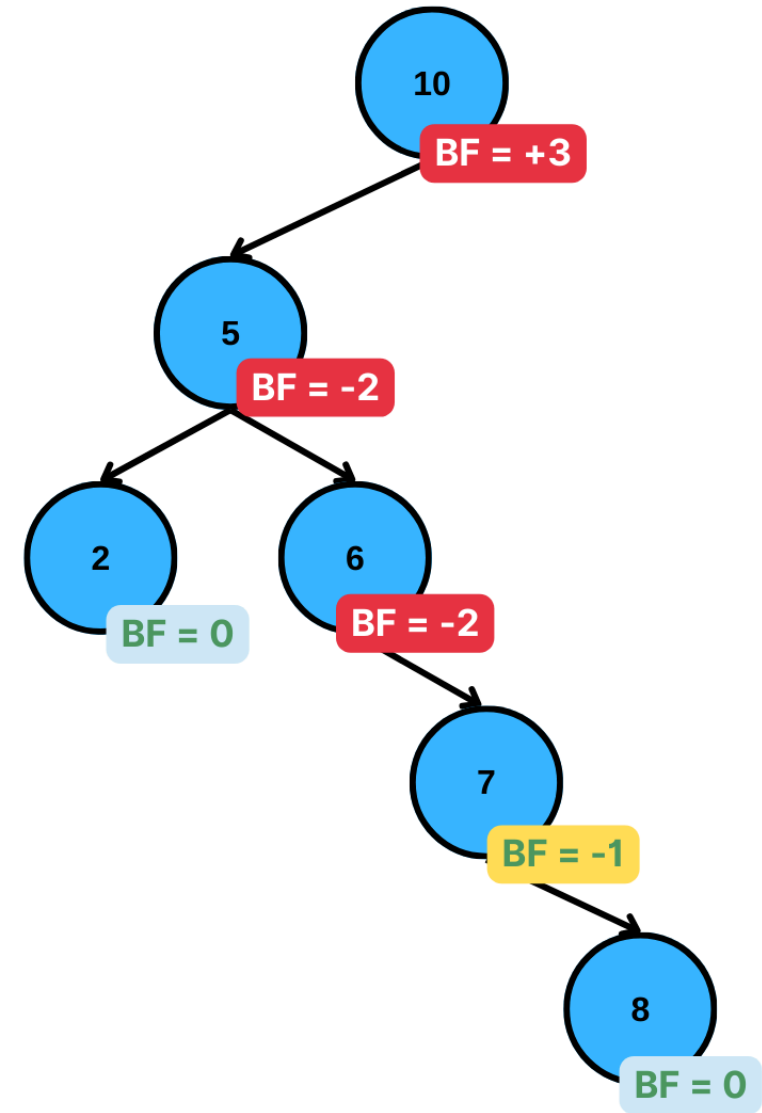 10
BF = +3
5
BF = -2
2
BF = 0
6
BF = -2
7
BF = -1
8
BF = 0